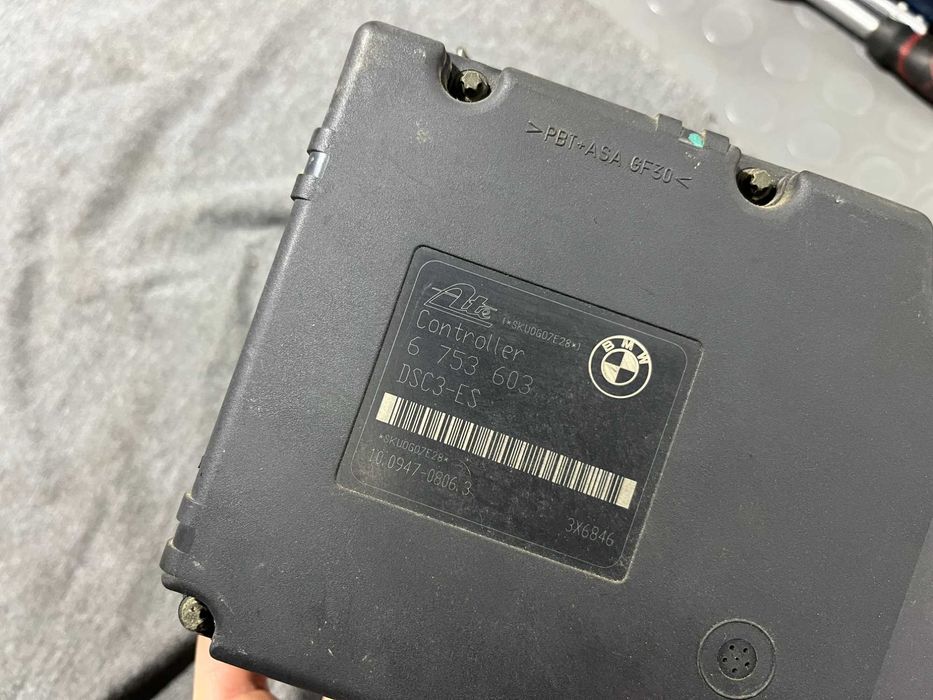 >PBT+ASA GF30<
Ate (*SKU0G07E28*)
Controller
6 753 603
DSC3-ES
BMW
*SKU0G07E28*
10.0947-0806.3
3X6846